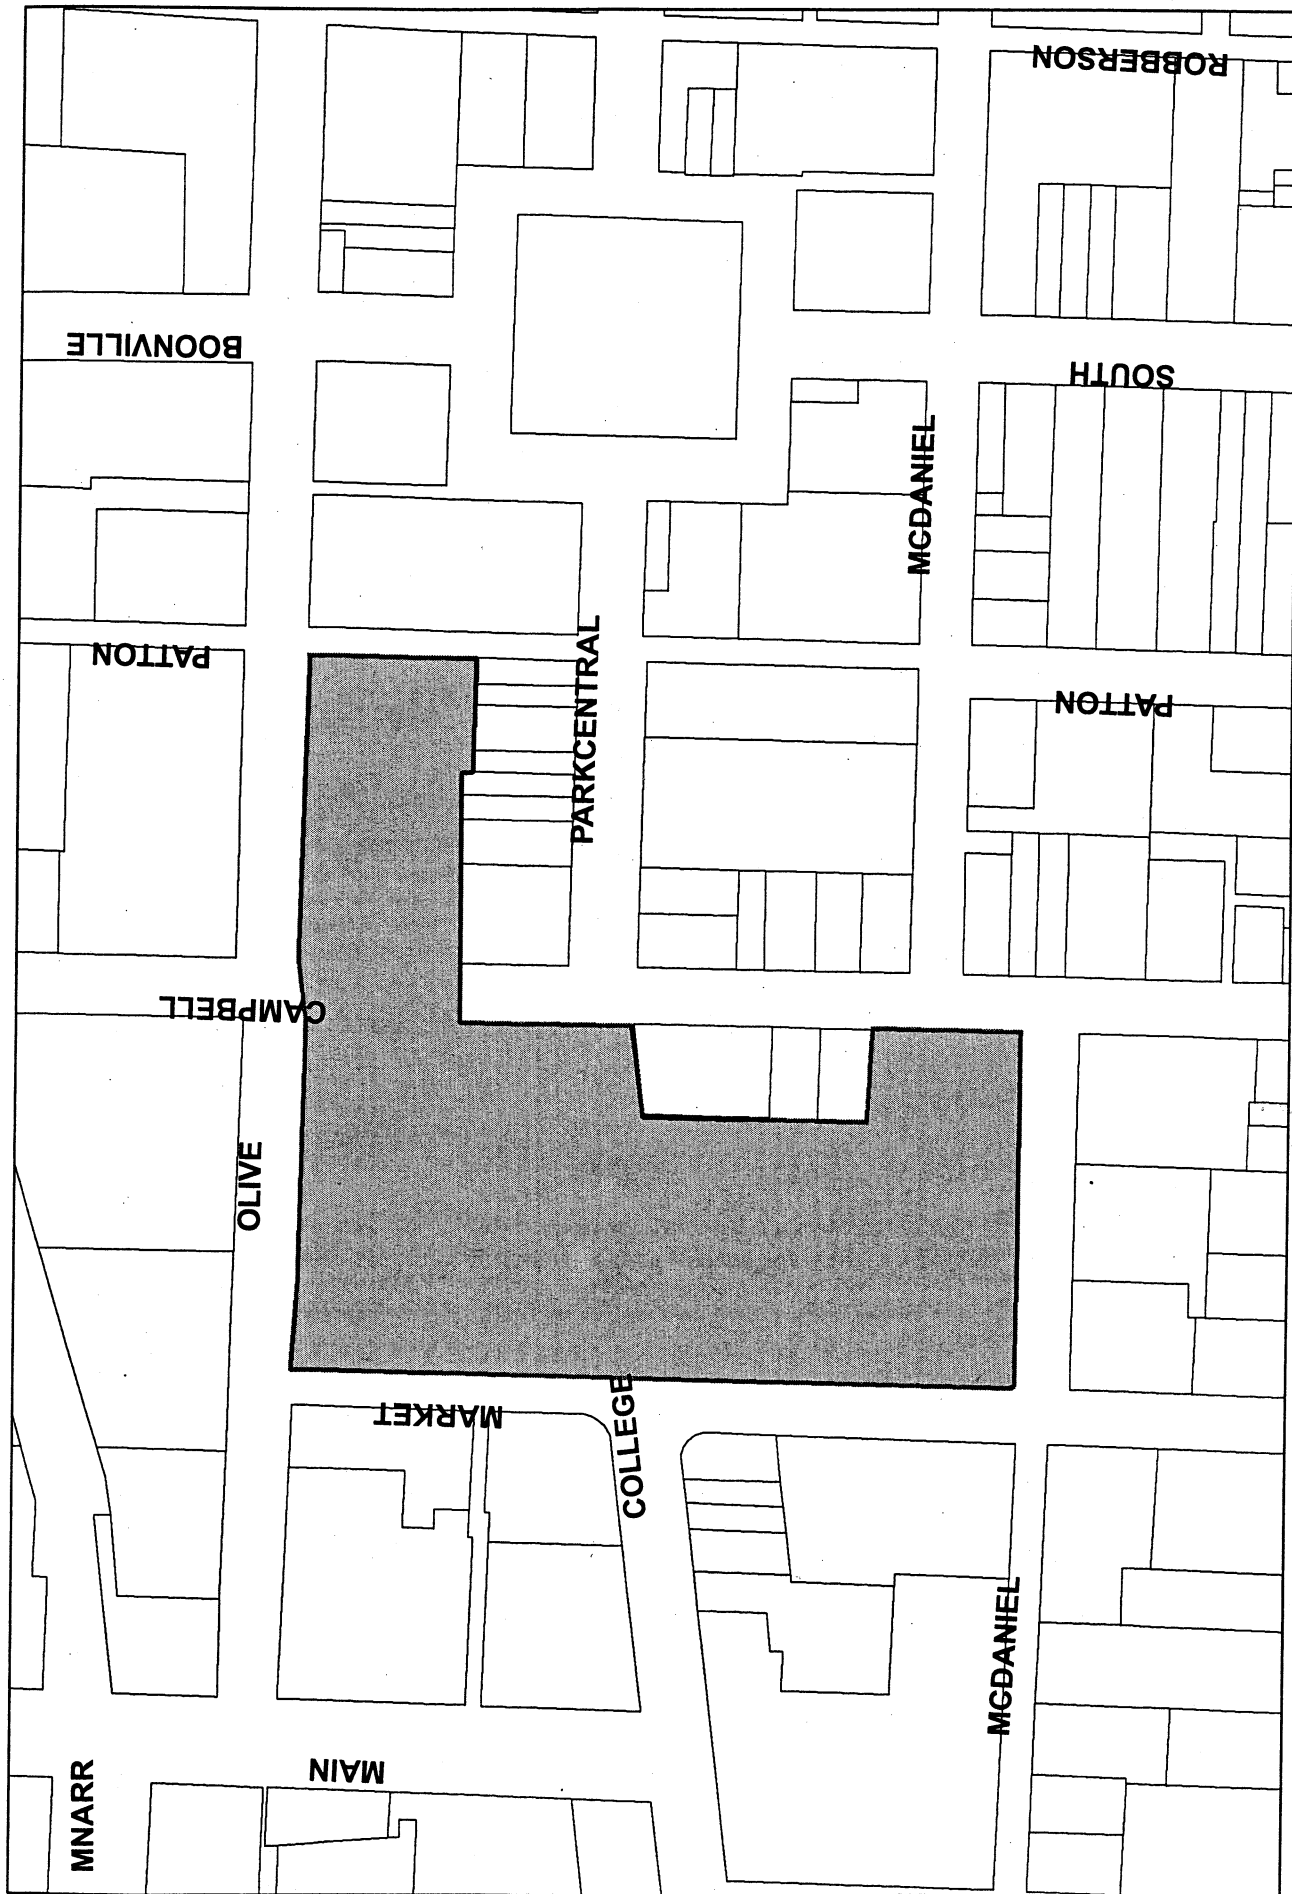 ROBBERSON
BOONVILLE
SOUTH
MCDANIEL
PATTON
PARKCENTRAL
PATTON
CAMPBELL
OLIVE
MARKET
COLLEGE
MCDANIEL
MAIN
MNARR